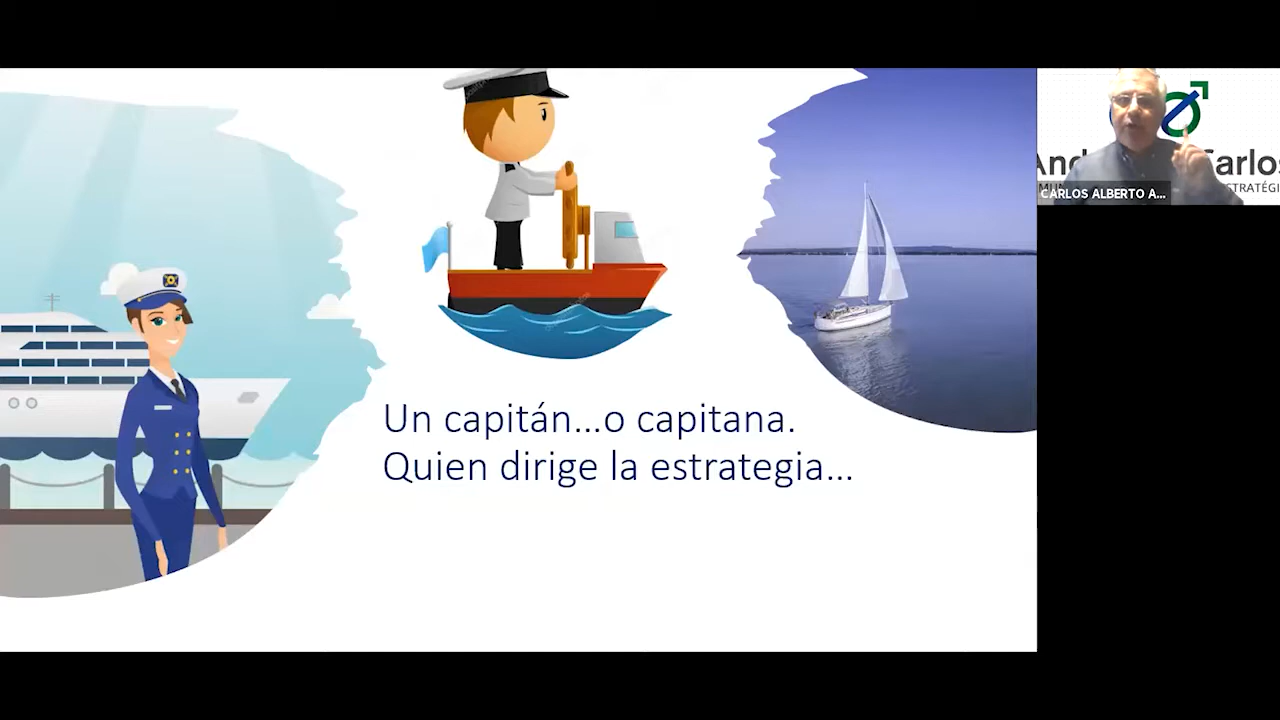 Un capitán...o capitana.
Quien dirige la estrategia...
CARLOS ALBERTO A...